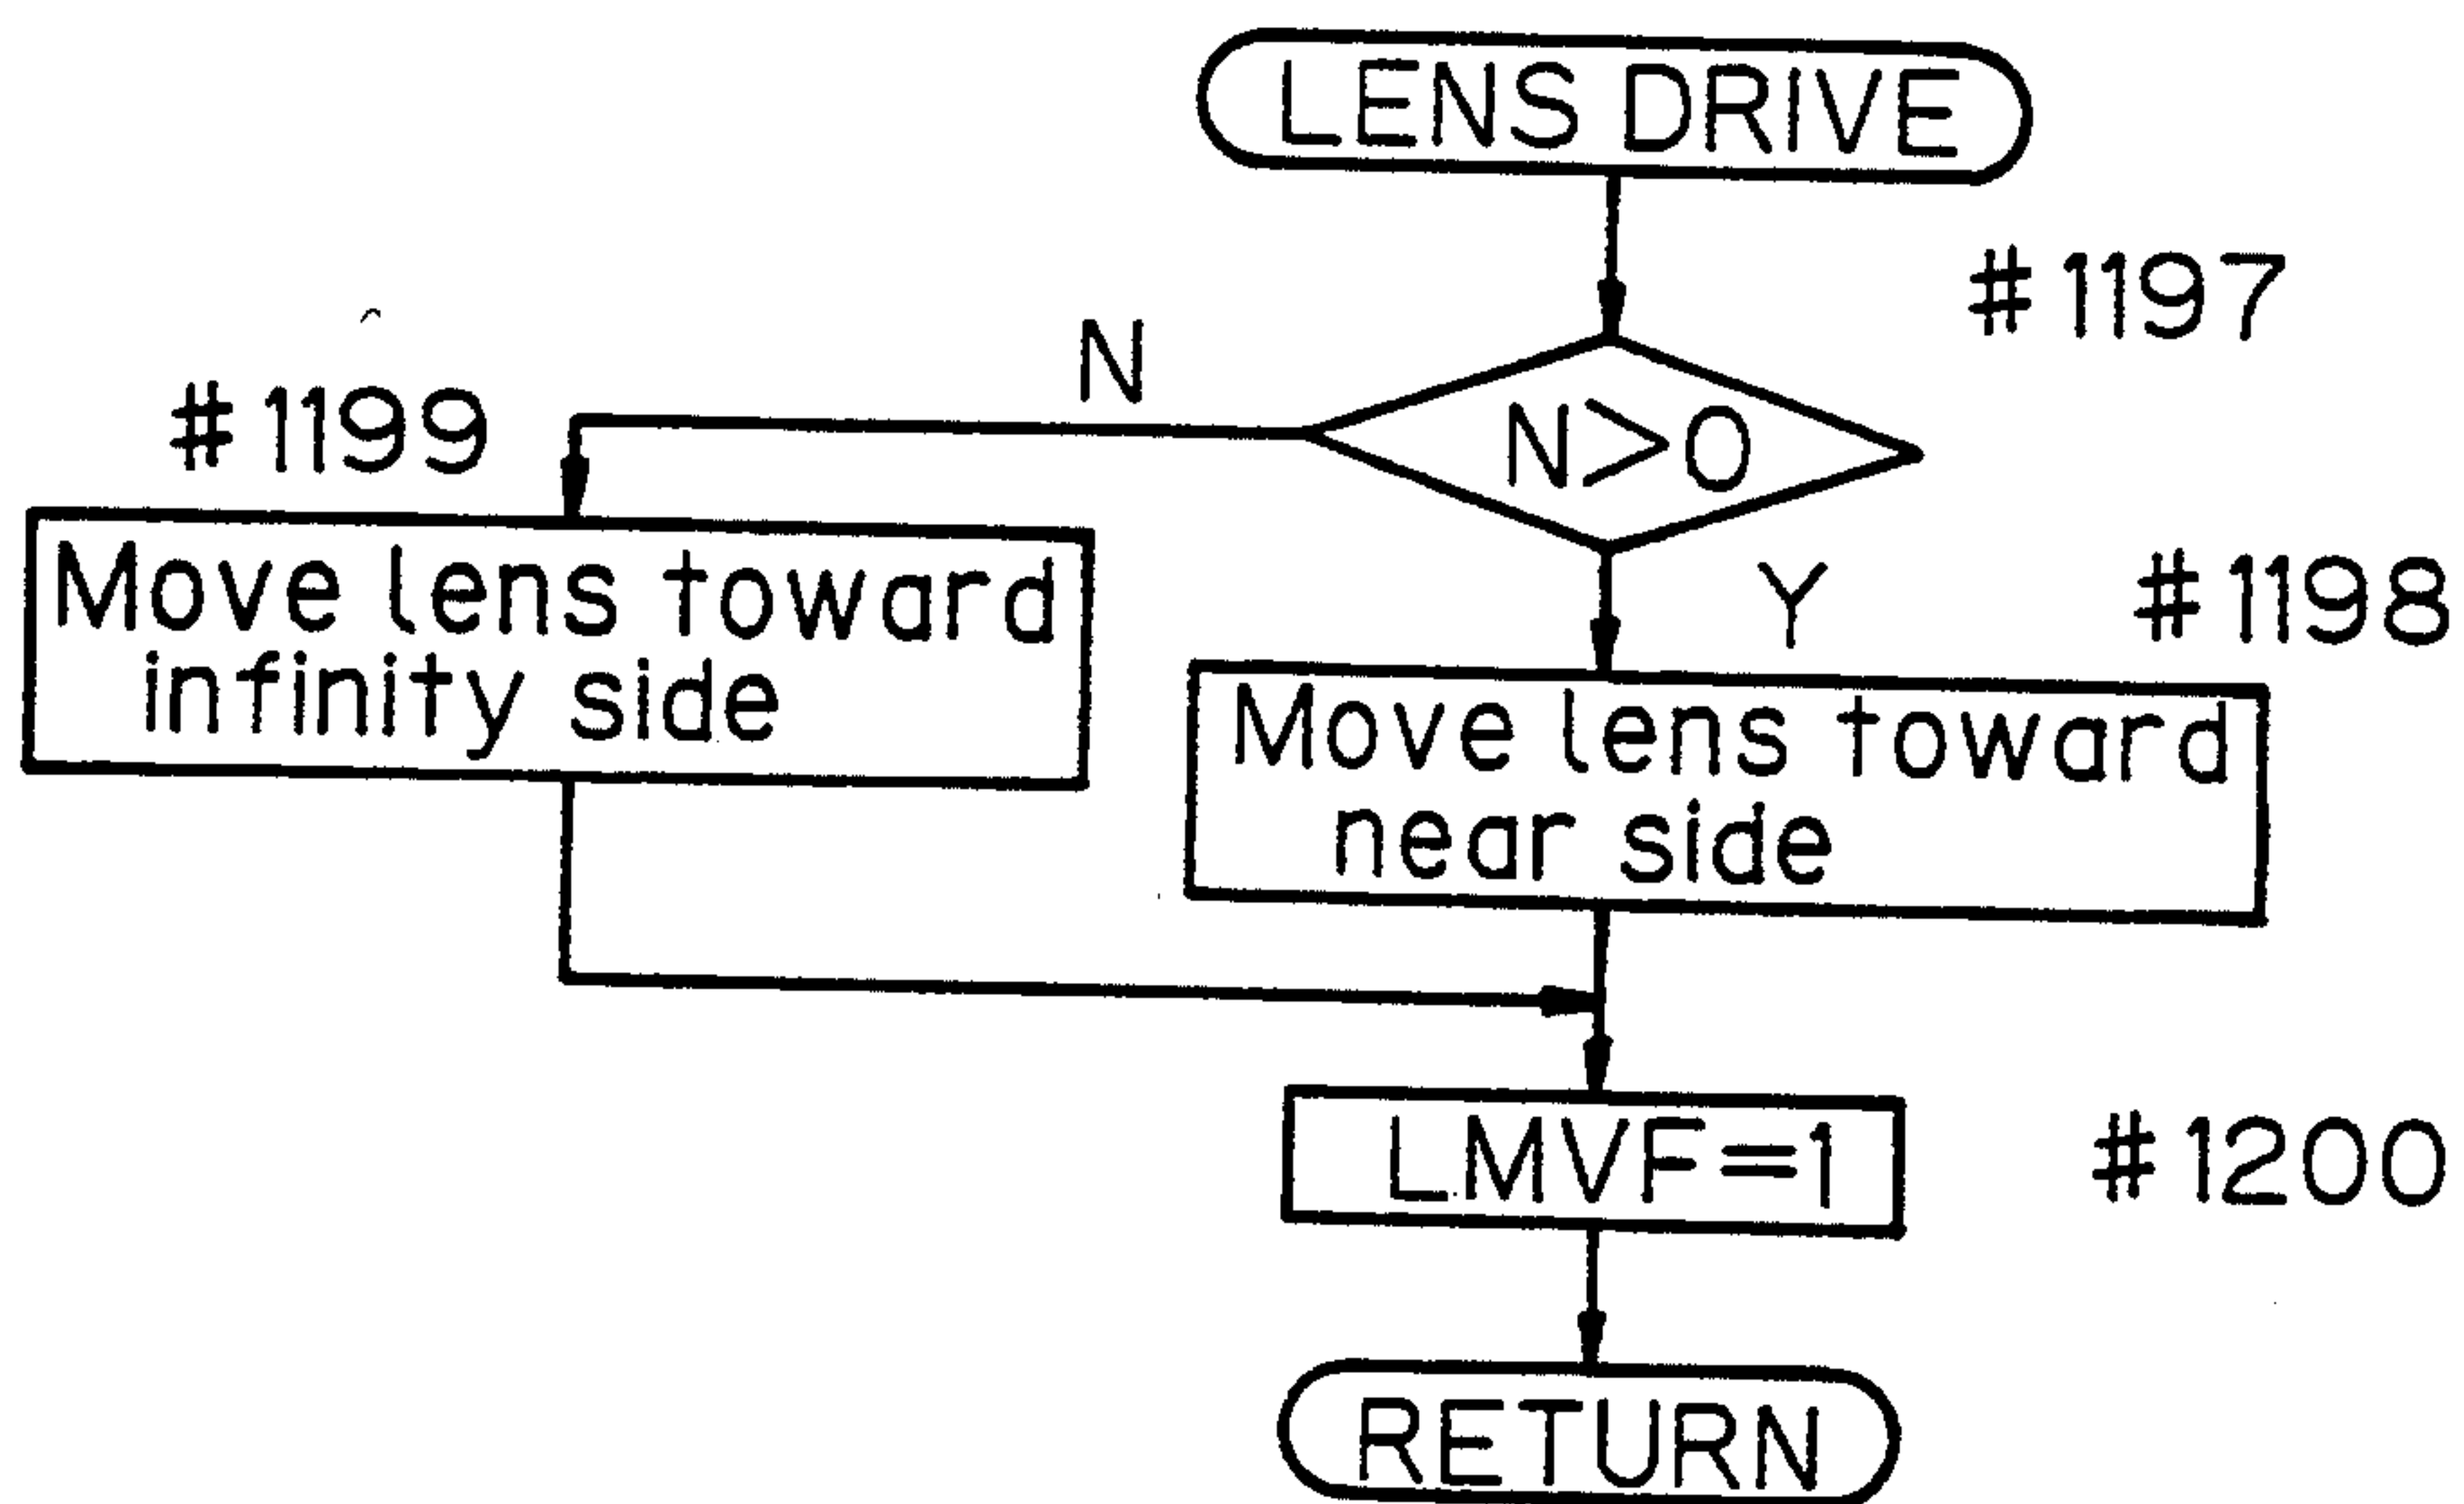 LENS DRIVE
#1197
N
N>0
#1199
Move lens toward
infinity side
Y
#1198
Move lens toward
near side
LMVF=1
#1200
RETURN